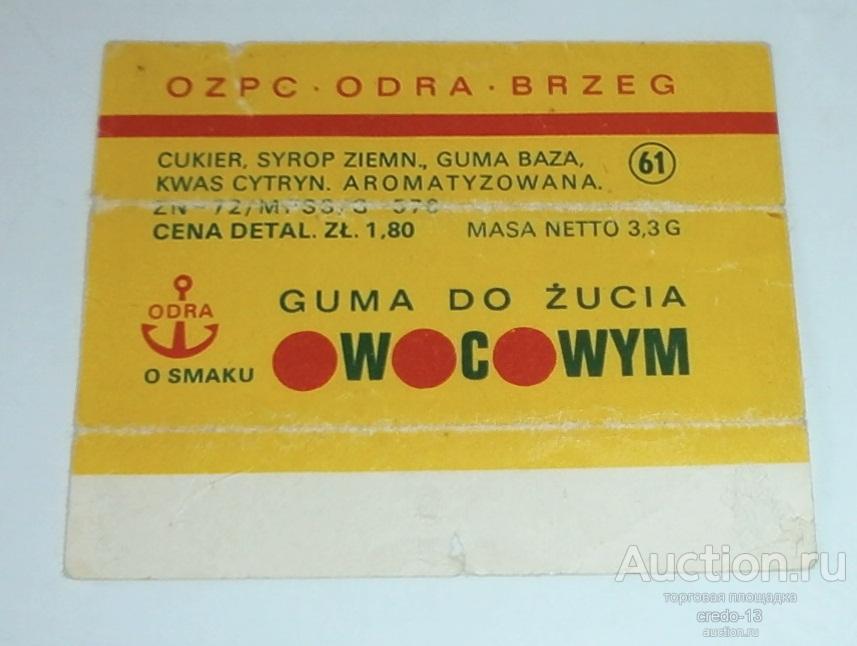 OZPC · ODRA · BRZEG
CUKIER, SYROP ZIEMN., GUMA BAZA, 61
KWAS CYTRYN. AROMATYZOWANA.
CENA DETAL. ZŁ. 1,80 MASA NETTO 3,3 G
GUMA DO ŻUCIA
ODRA
OWOCOWYM
O SMAKU
Auction.ru
торговая площадка
credo-13
auction.ru